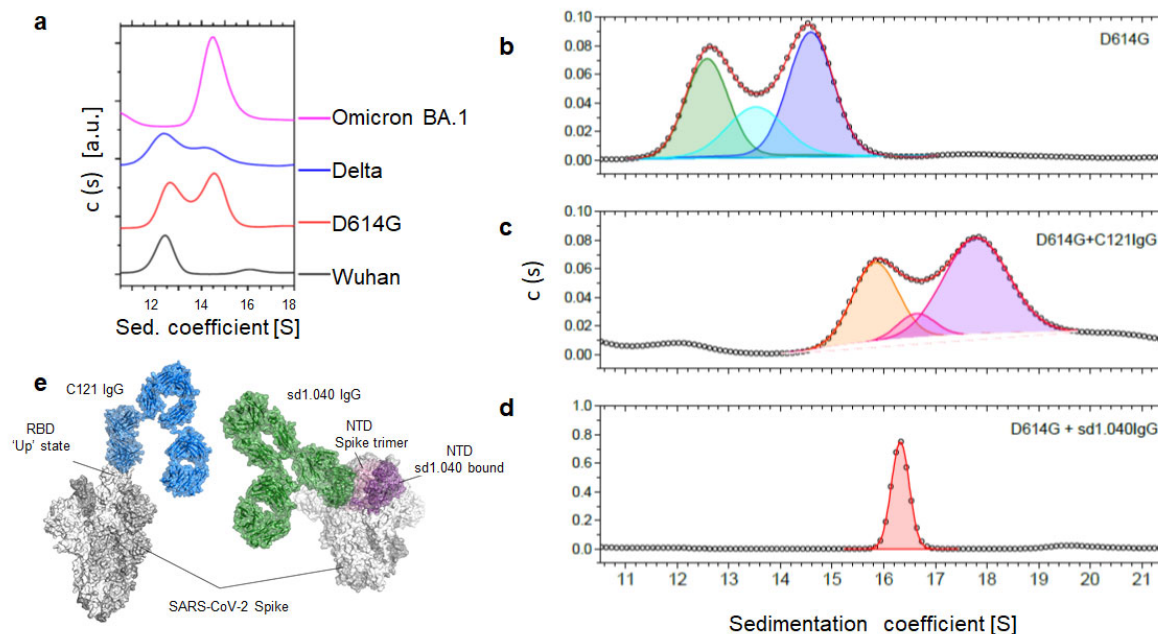 a
c (s) [a.u.]
Omicron BA.1
Delta
D614G
Wuhan
12 14 16 18
Sed. coefficient [S]
b
D614G
0.10
0.08
0.06
0.04
0.02
0.00
c
D614G+C121IgG
0.10
0.08
0.06
0.04
0.02
0.00
c (s)
d
D614G + sd1.040IgG
1.0
0.8
0.6
0.4
0.2
0.0
11 12 13 14 15 16 17 18 19 20 21
Sedimentation coefficient [S]
e
C121 IgG
sd1.040 IgG
RBD
'Up' state
NTD
Spike trimer
NTD
sd1.040 bound
SARS-CoV-2 Spike